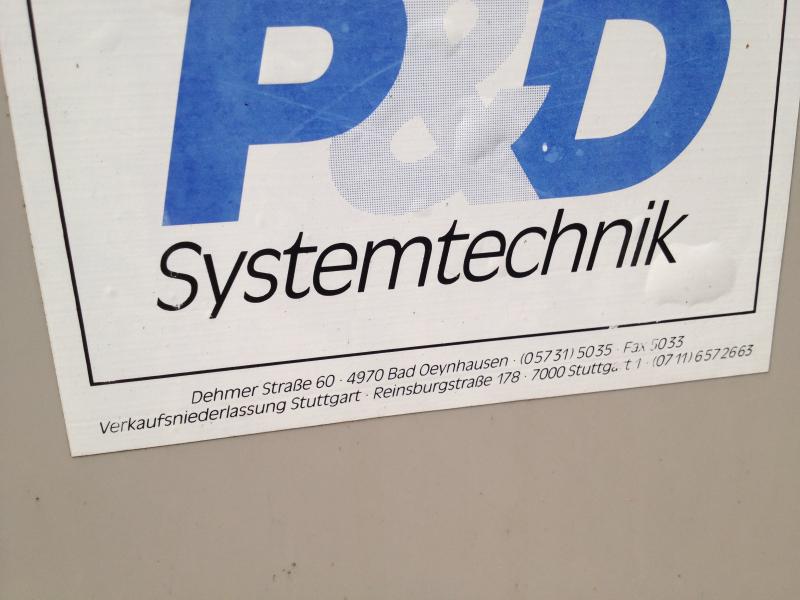 P&D
Systemtechnik
Dehmer Straße 60 · 4970 Bad Oeynhausen · (05731) 5035 · Fax 5033
Verkaufsniederlassung Stuttgart · Reinsburgstraße 178 · 7000 Stuttgart 1 · (0711) 6572663